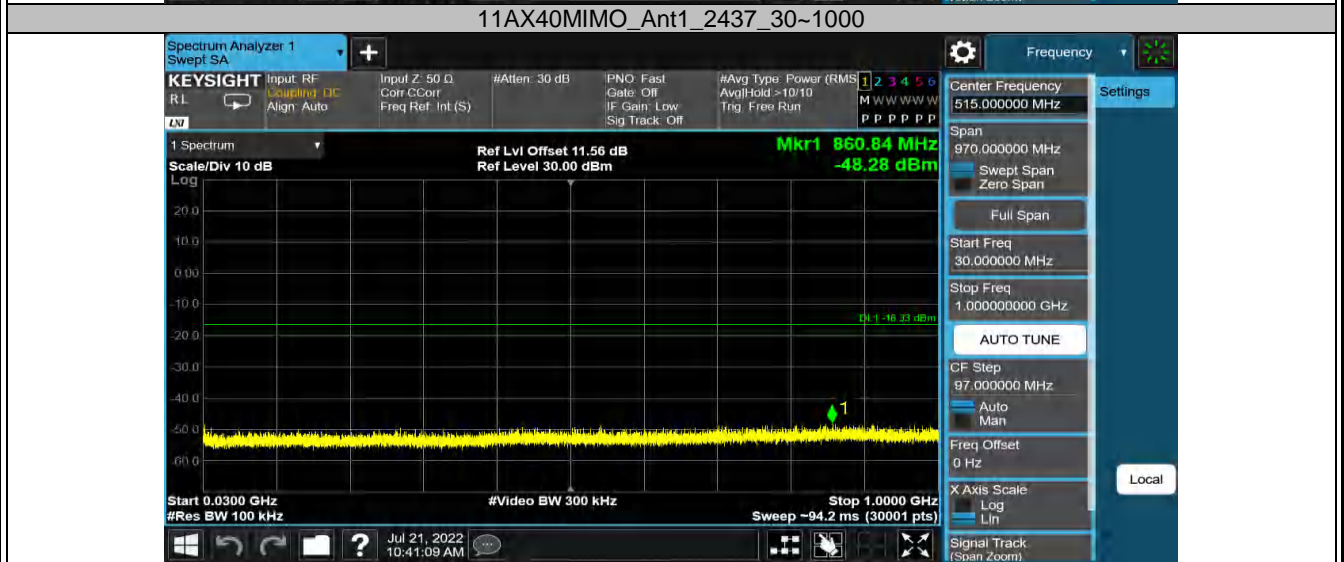 11AX40MIMO_Ant1_2437_30~1000
Spectrum Analyzer 1
Swept SA
Frequency
KEYSIGHT
RL
LXI
Input: RF
Coupling: DC
Align: Auto
Input Z: 50 Ω
Corr CCorr
Freq Ref: Int (S)
#Atten: 30 dB
PNO: Fast
Gate: Off
IF Gain: Low
Sig Track: Off
#Avg Type: Power (RMS
Avg|Hold >10/10
Trig: Free Run
1 2 3 4 5 6
M W W W W W
P P P P P P
1 Spectrum
Scale/Div 10 dB
Log
Ref Lvl Offset 11.56 dB
Ref Level 30.00 dBm
Mkr1 860.84 MHz
-48.28 dBm
20.0
10.0
0.00
-10.0
-20.0
-30.0
-40.0
-50.0
-60.0
DL1 -16.33 dBm
1
Start 0.0300 GHz
#Res BW 100 kHz
#Video BW 300 kHz
Stop 1.0000 GHz
Sweep ~94.2 ms (30001 pts)
Jul 21, 2022
10:41:09 AM
Center Frequency
515.000000 MHz
Settings
Span
970.000000 MHz
Swept Span
Zero Span
Full Span
Start Freq
30.000000 MHz
Stop Freq
1.000000000 GHz
AUTO TUNE
CF Step
97.000000 MHz
Auto
Man
Freq Offset
0 Hz
X Axis Scale
Log
Lin
Local
Signal Track
(Span Zoom)